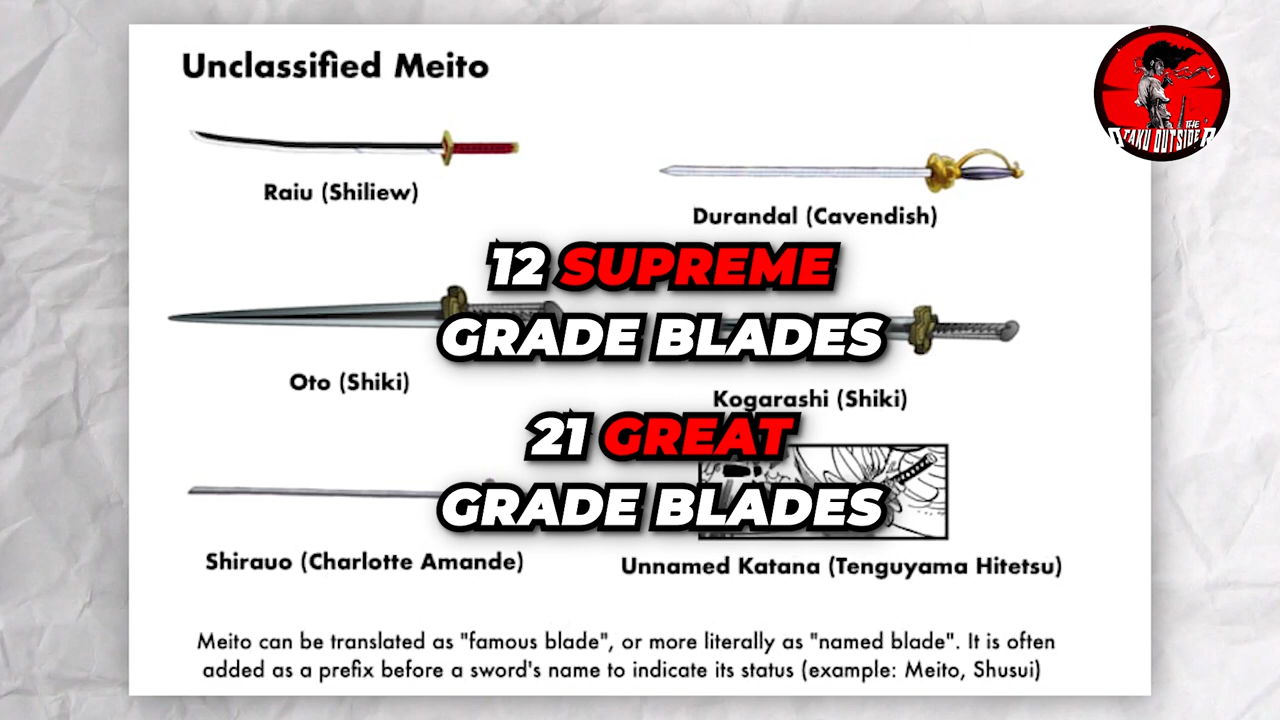 Unclassified Meito
THE
OTAKU OUTSIDER
Raiu (Shiliew)
Durandal (Cavendish)
12 SUPREME
GRADE BLADES
Oto (Shiki)
Kogarashi (Shiki)
21 GREAT
GRADE BLADES
Shirauo (Charlotte Amande)
Unnamed Katana (Tenguyama Hitetsu)
Meito can be translated as "famous blade", or more literally as "named blade". It is often
added as a prefix before a sword's name to indicate its status (example: Meito, Shusui)